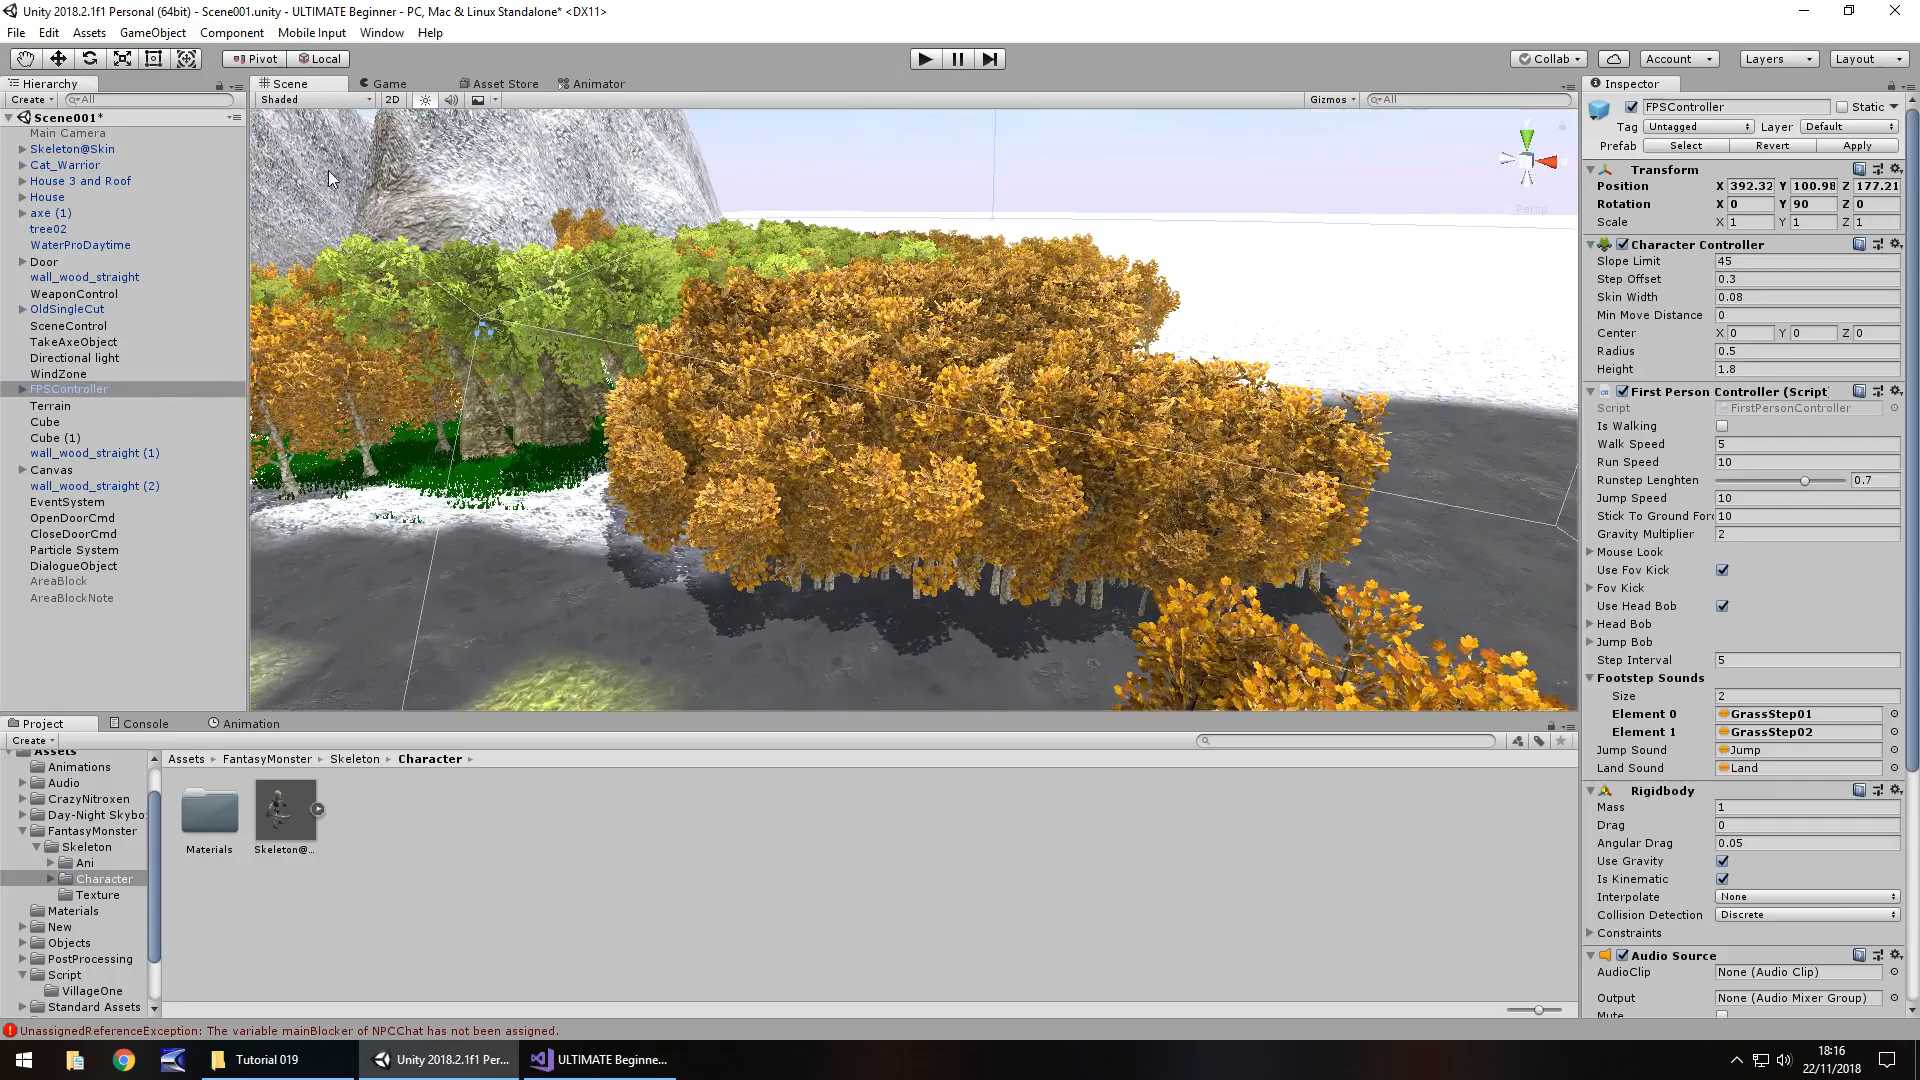 Unity 2018.2.1f1 Personal (64bit) - Scene001.unity - ULTIMATE Beginner - PC, Mac & Linux Standalone* <DX11>
File Edit Assets GameObject Component Mobile Input Window Help
Pivot Local Collab Account Layers Layout
Hierarchy
Create All
Scene001*
Main Camera
Skeleton@Skin
Cat_Warrior
House 3 and Roof
House
axe (1)
tree02
WaterProDaytime
Door
wall_wood_straight
WeaponControl
OldSingleCut
SceneControl
TakeAxeObject
Directional light
WindZone
FPSController
Terrain
Cube
Cube (1)
wall_wood_straight (1)
Canvas
wall_wood_straight (2)
EventSystem
OpenDoorCmd
CloseDoorCmd
Particle System
DialogueObject
AreaBlock
AreaBlockNote
Scene Game Asset Store Animator
Shaded 2D Gizmos All
y
Persp
Inspector
FPSController Static
Tag Untagged Layer Default
Prefab Select Revert Apply
Transform
Position X 392.32 Y 100.98 Z 177.21
Rotation X 0 Y 90 Z 0
Scale X 1 Y 1 Z 1
Character Controller
Slope Limit 45
Step Offset 0.3
Skin Width 0.08
Min Move Distance 0
Center X 0 Y 0 Z 0
Radius 0.5
Height 1.8
First Person Controller (Script)
Script FirstPersonController
Is Walking
Walk Speed 5
Run Speed 10
Runstep Lenghten 0.7
Jump Speed 10
Stick To Ground Forc 10
Gravity Multiplier 2
Mouse Look
Use Fov Kick
Fov Kick
Use Head Bob
Head Bob
Jump Bob
Step Interval 5
Footstep Sounds
Size 2
Element 0 GrassStep01
Element 1 GrassStep02
Jump Sound Jump
Land Sound Land
Rigidbody
Mass 1
Drag 0
Angular Drag 0.05
Use Gravity
Is Kinematic
Interpolate None
Collision Detection Discrete
Constraints
Audio Source
AudioClip None (Audio Clip)
Output None (Audio Mixer Group)
Mute
Project Console Animation
Create
Assets
Animations
Audio
CrazyNitroxen
Day-Night Skybo
FantasyMonster
Skeleton
Ani
Character
Texture
Materials
New
Objects
PostProcessing
Script
VillageOne
Standard Assets
Assets FantasyMonster Skeleton Character
Materials Skeleton@...
UnassignedReferenceException: The variable mainBlocker of NPCChat has not been assigned.
Tutorial 019 Unity 2018.2.1f1 Per... ULTIMATE Beginne...
18:16
22/11/2018